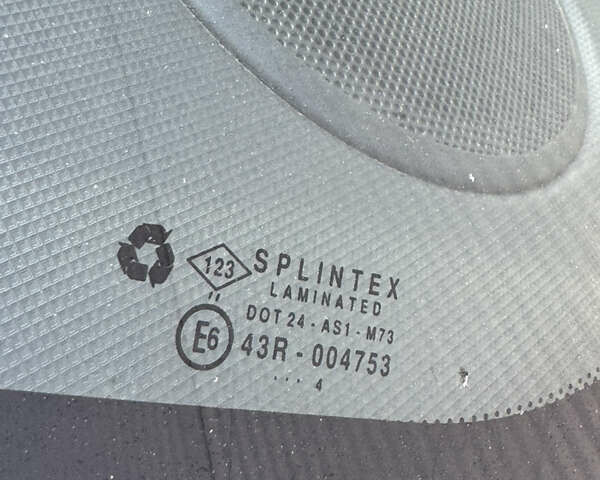 123 SPLINTEX
LAMINATED
DOT 24 - AS1 - M73
E6 43R - 004753
... 4